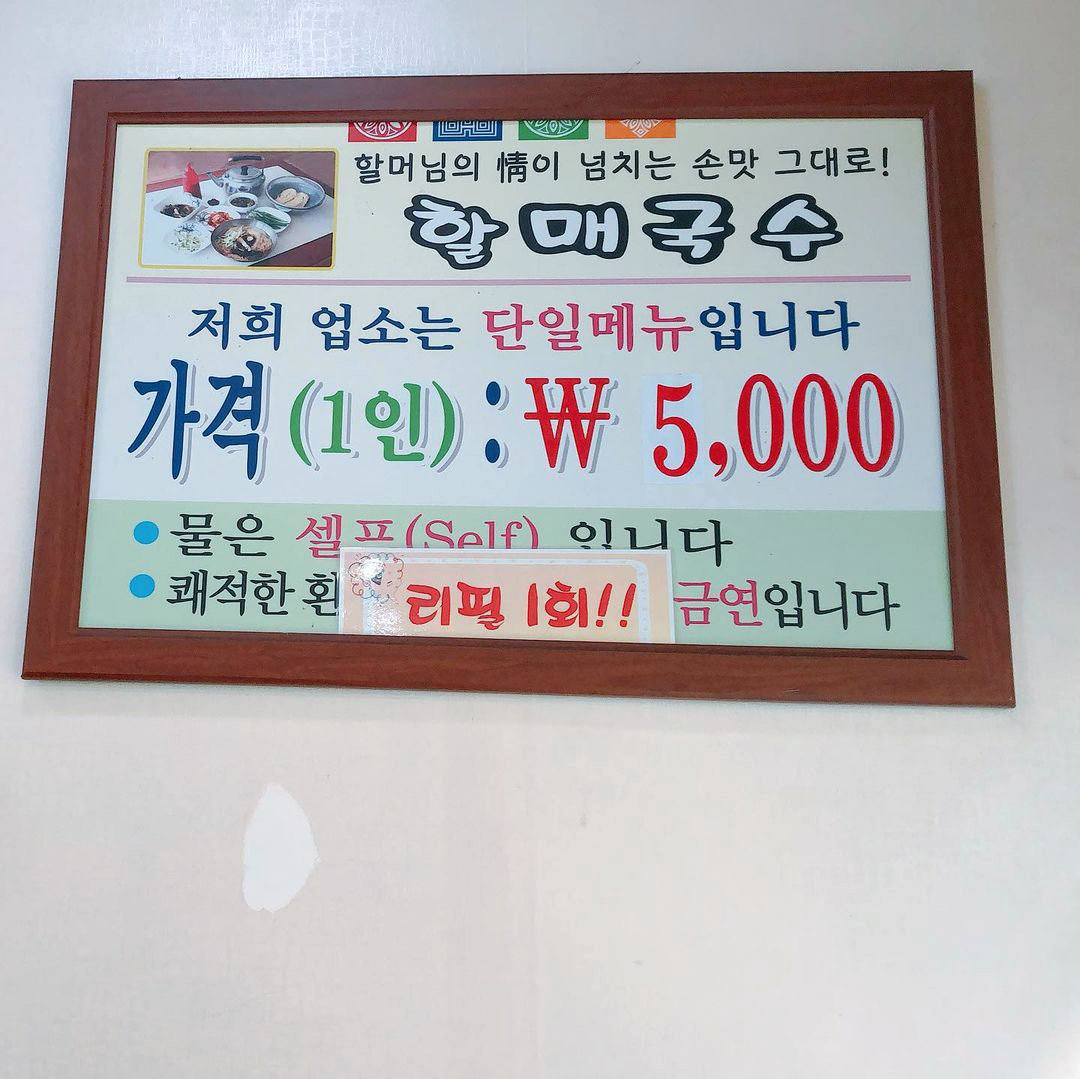 할머님의 情이 넘치는 손맛 그대로!
할매국수
저희 업소는 단일메뉴입니다
가격 (1인) : ₩ 5,000
물은 셀프(Self) 입니다
쾌적한 환 금연입니다
리필 1회!!